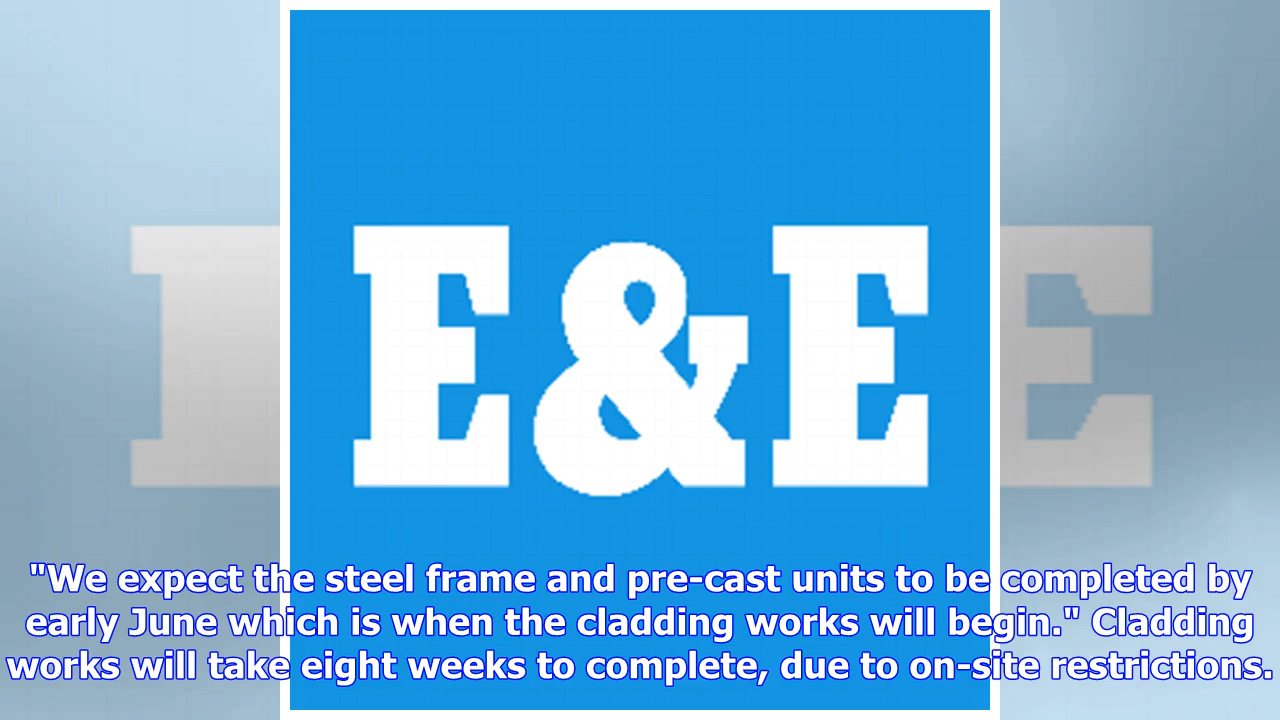 E&E
"We expect the steel frame and pre-cast units to be completed by
early June which is when the cladding works will begin." Cladding
works will take eight weeks to complete, due to on-site restrictions.